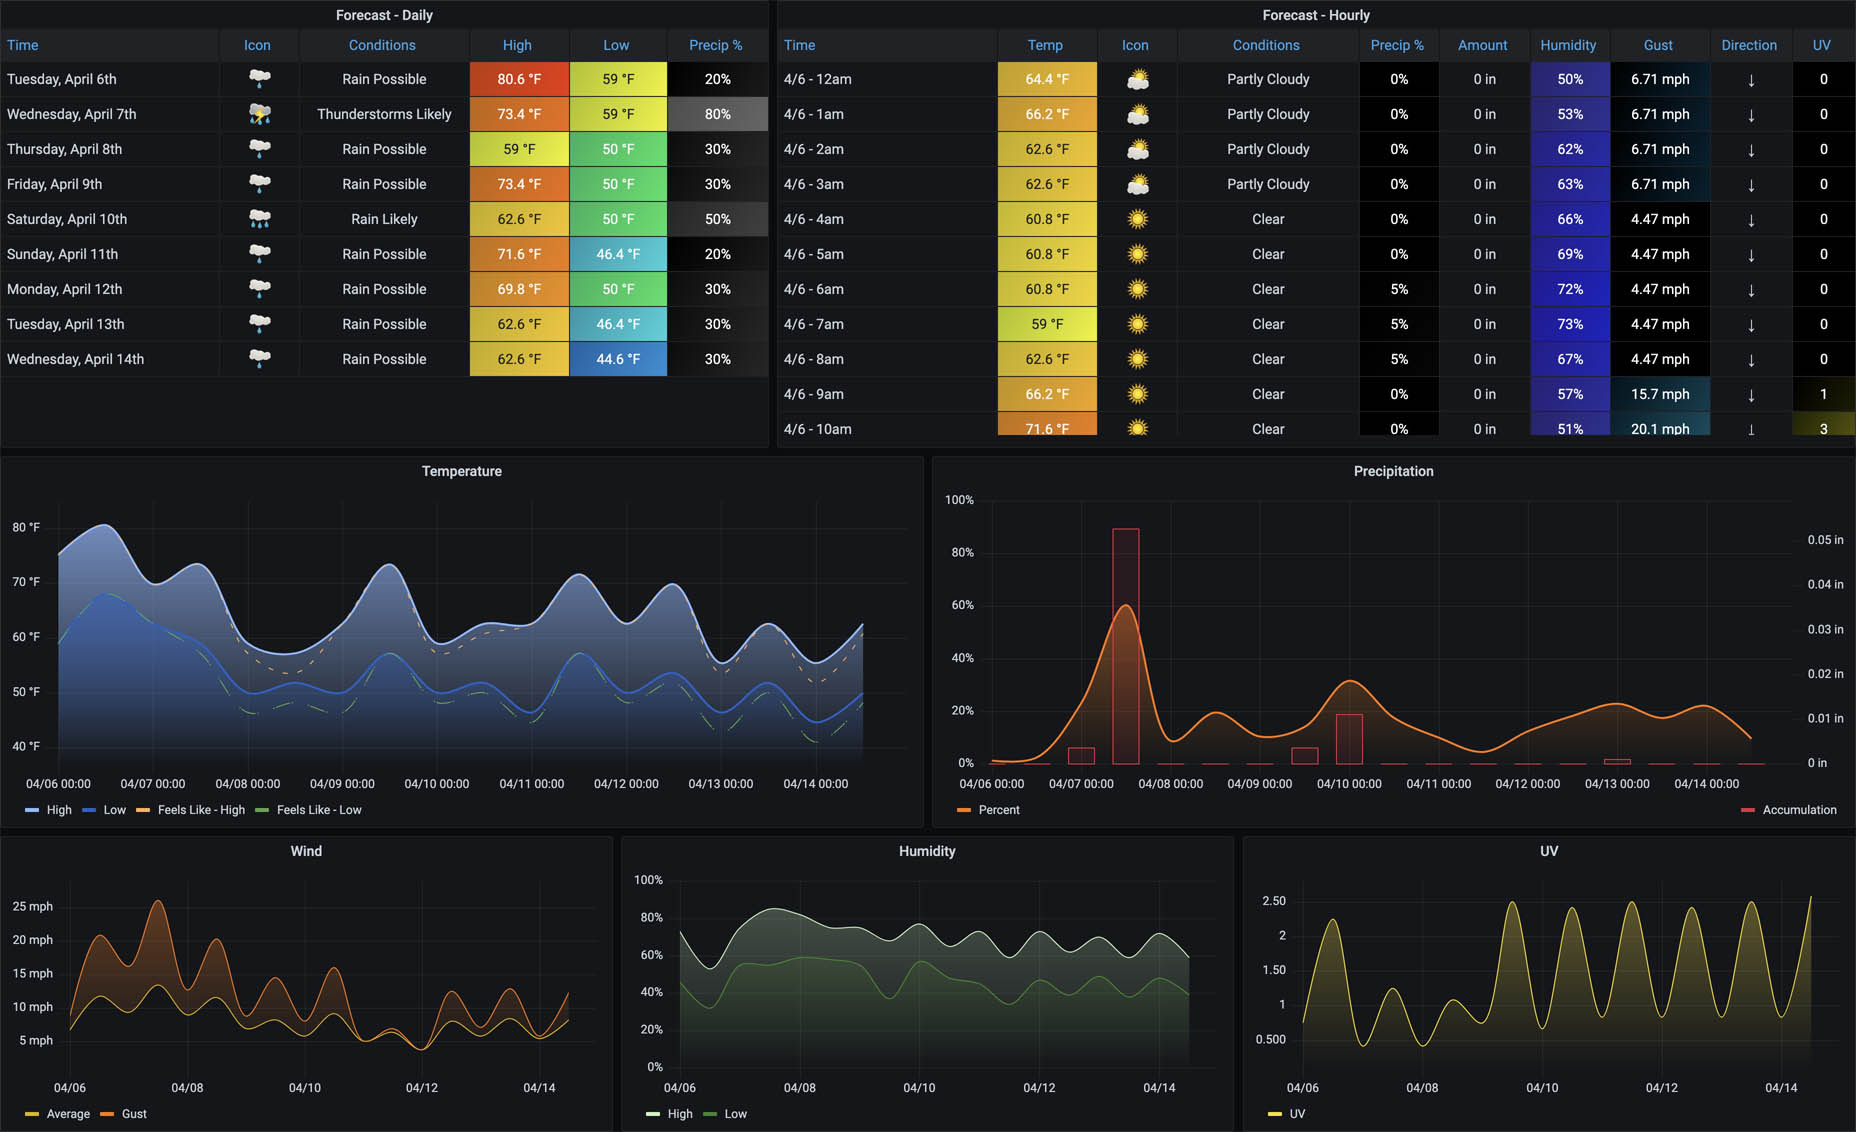 Forecast - Daily
Time Icon Conditions High Low Precip %
Tuesday, April 6th Rain Possible 80.6 °F 59 °F 20%
Wednesday, April 7th Thunderstorms Likely 73.4 °F 59 °F 80%
Thursday, April 8th Rain Possible 59 °F 50 °F 30%
Friday, April 9th Rain Possible 73.4 °F 50 °F 30%
Saturday, April 10th Rain Likely 62.6 °F 50 °F 50%
Sunday, April 11th Rain Possible 71.6 °F 46.4 °F 20%
Monday, April 12th Rain Possible 69.8 °F 50 °F 30%
Tuesday, April 13th Rain Possible 62.6 °F 46.4 °F 30%
Wednesday, April 14th Rain Possible 62.6 °F 44.6 °F 30%
Forecast - Hourly
Time Temp Icon Conditions Precip % Amount Humidity Gust Direction UV
4/6 - 12am 64.4 °F Partly Cloudy 0% 0 in 50% 6.71 mph ↓ 0
4/6 - 1am 66.2 °F Partly Cloudy 0% 0 in 53% 6.71 mph ↓ 0
4/6 - 2am 62.6 °F Partly Cloudy 0% 0 in 62% 6.71 mph ↓ 0
4/6 - 3am 62.6 °F Partly Cloudy 0% 0 in 63% 6.71 mph ↓ 0
4/6 - 4am 60.8 °F Clear 0% 0 in 66% 4.47 mph ↓ 0
4/6 - 5am 60.8 °F Clear 0% 0 in 69% 4.47 mph ↓ 0
4/6 - 6am 60.8 °F Clear 5% 0 in 72% 4.47 mph ↓ 0
4/6 - 7am 59 °F Clear 5% 0 in 73% 4.47 mph ↓ 0
4/6 - 8am 62.6 °F Clear 5% 0 in 67% 4.47 mph ↓ 0
4/6 - 9am 66.2 °F Clear 0% 0 in 57% 15.7 mph ↓ 1
4/6 - 10am 71.6 °F Clear 0% 0 in 51% 20.1 mph ↓ 3
Temperature
80 °F
70 °F
60 °F
50 °F
40 °F
04/06 00:00 04/07 00:00 04/08 00:00 04/09 00:00 04/10 00:00 04/11 00:00 04/12 00:00 04/13 00:00 04/14 00:00
High Low Feels Like - High Feels Like - Low
Precipitation
100%
80%
60%
40%
20%
0%
0.05 in
0.04 in
0.03 in
0.02 in
0.01 in
0 in
04/06 00:00 04/07 00:00 04/08 00:00 04/09 00:00 04/10 00:00 04/11 00:00 04/12 00:00 04/13 00:00 04/14 00:00
Percent Accumulation
Wind
25 mph
20 mph
15 mph
10 mph
5 mph
04/06 04/08 04/10 04/12 04/14
Average Gust
Humidity
100%
80%
60%
40%
20%
0%
04/06 04/08 04/10 04/12 04/14
High Low
UV
2.50
2
1.50
1
0.500
04/06 04/08 04/10 04/12 04/14
UV